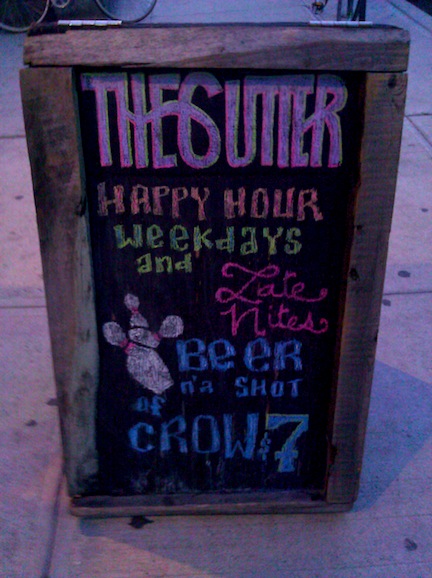 THE GUTTER
HAPPY HOUR
weekdays
and
Late
Nites
BeeR
n'a SHOT
of
CROW $7